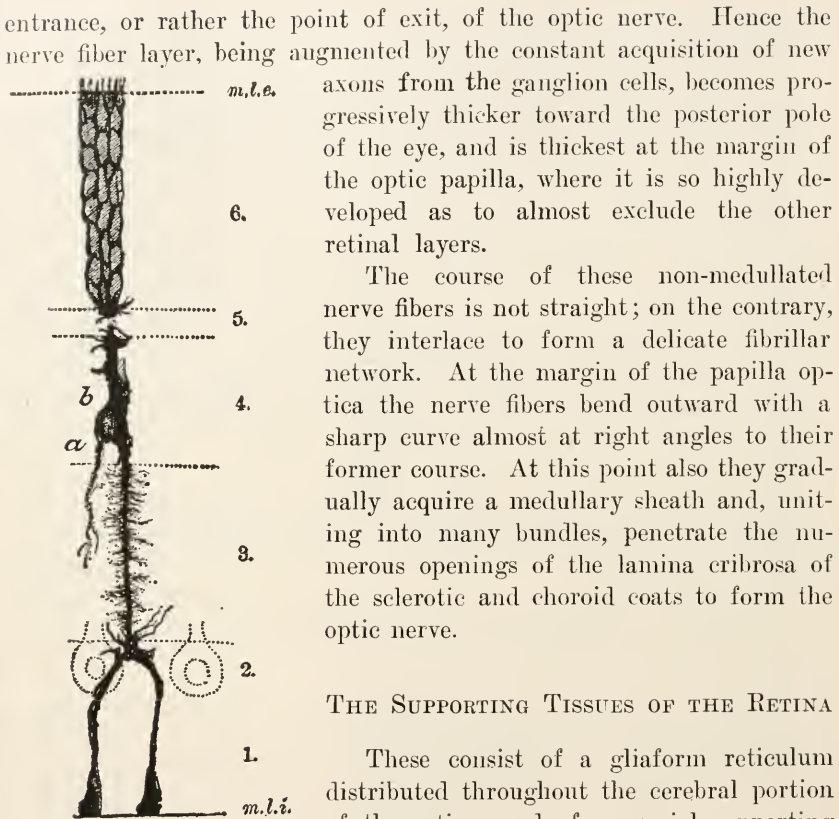 entrance, or rather the point of exit, of the optic nerve. Hence the
nerve fiber layer, being augmented by the constant acquisition of new
axons from the ganglion cells, becomes pro-
gressively thicker toward the posterior pole
of the eye, and is thickest at the margin of
the optic papilla, where it is so highly de-
veloped as to almost exclude the other
retinal layers.
The course of these non-medullated
nerve fibers is not straight; on the contrary,
they interlace to form a delicate fibrillar
network. At the margin of the papilla op-
tica the nerve fibers bend outward with a
sharp curve almost at right angles to their
former course. At this point also they grad-
ually acquire a medullary sheath and, unit-
ing into many bundles, penetrate the nu-
merous openings of the lamina cribrosa of
the sclerotic and choroid coats to form the
optic nerve.
The Supporting Tissues of the Retina
These consist of a gliaform reticulum
distributed throughout the cerebral portion
m.l.e.
6.
5.
b
4.
a
3.
2.
1.
m.l.i.